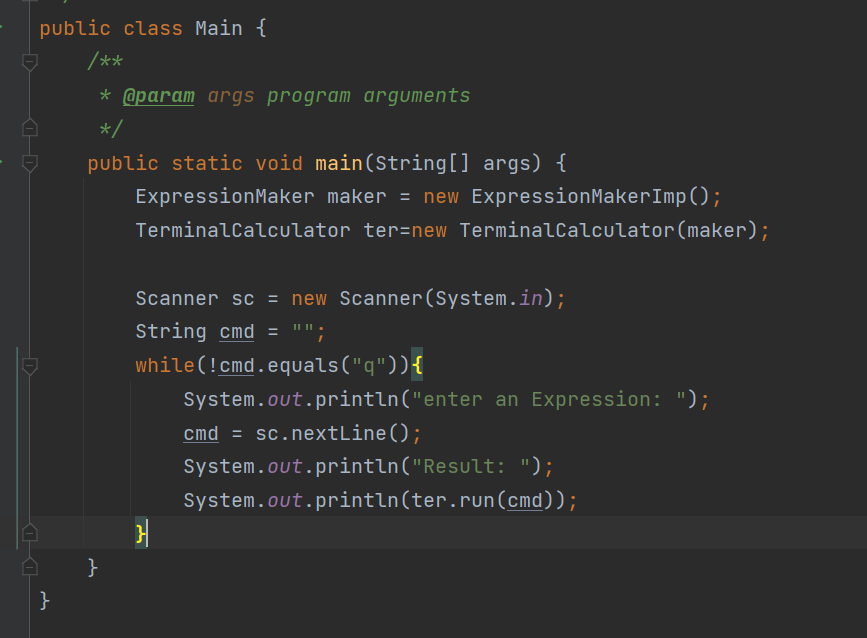 public class Main {
/**
* @param args program arguments
*/
public static void main(String[] args) {
ExpressionMaker maker = new ExpressionMakerImp();
TerminalCalculator ter=new TerminalCalculator(maker);
Scanner sc = new Scanner(System.in);
String cmd = "";
while(!cmd.equals("q")){
System.out.println("enter an Expression: ");
cmd = sc.nextLine();
System.out.println("Result: ");
System.out.println(ter.run(cmd));
}
}
}